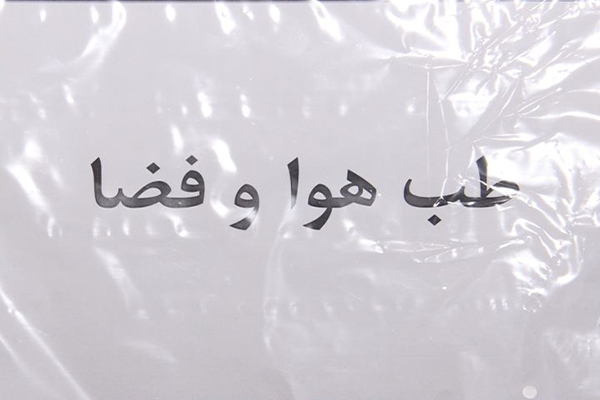 طب هوا و فضا